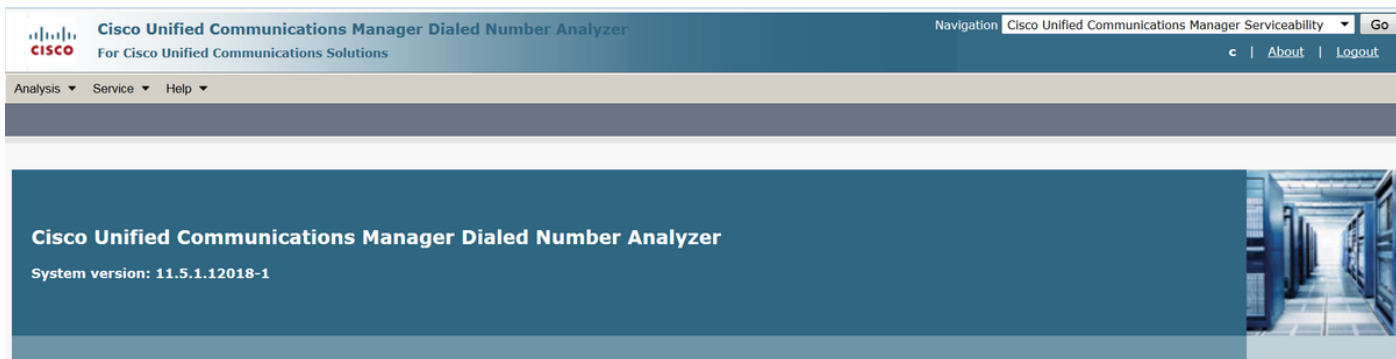 Cisco Unified Communications Manager Dialed Number Analyzer
For Cisco Unified Communications Solutions
CISCO
Navigation Cisco Unified Communications Manager Serviceability Go
c | About | Logout
Analysis Service Help
Cisco Unified Communications Manager Dialed Number Analyzer
System version: 11.5.1.12018-1